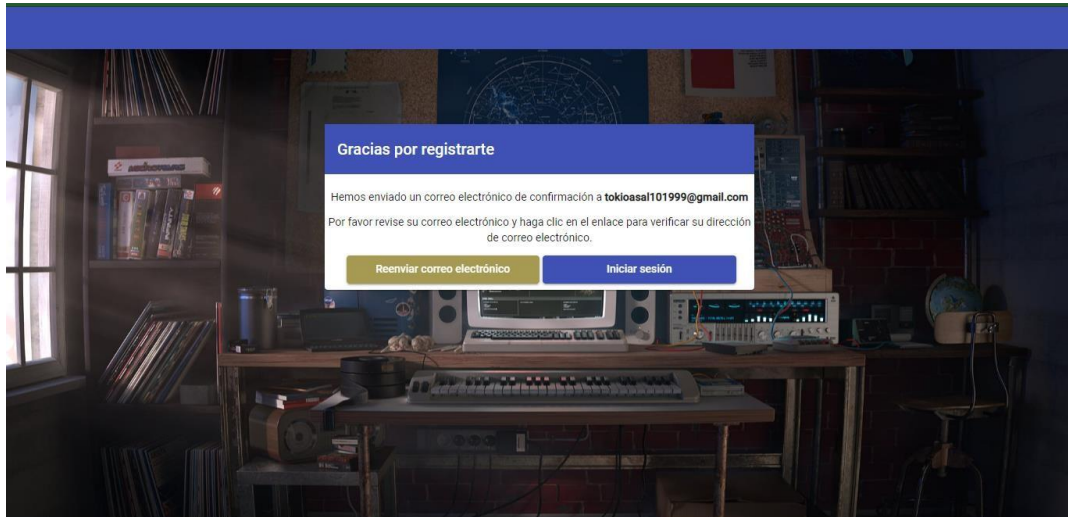 Gracias por registrarte
Hemos enviado un correo electrónico de confirmación a tokioasal101999@gmail.com
Por favor revise su correo electrónico y haga clic en el enlace para verificar su dirección
de correo electrónico.
Reenviar correo electrónico
Iniciar sesión